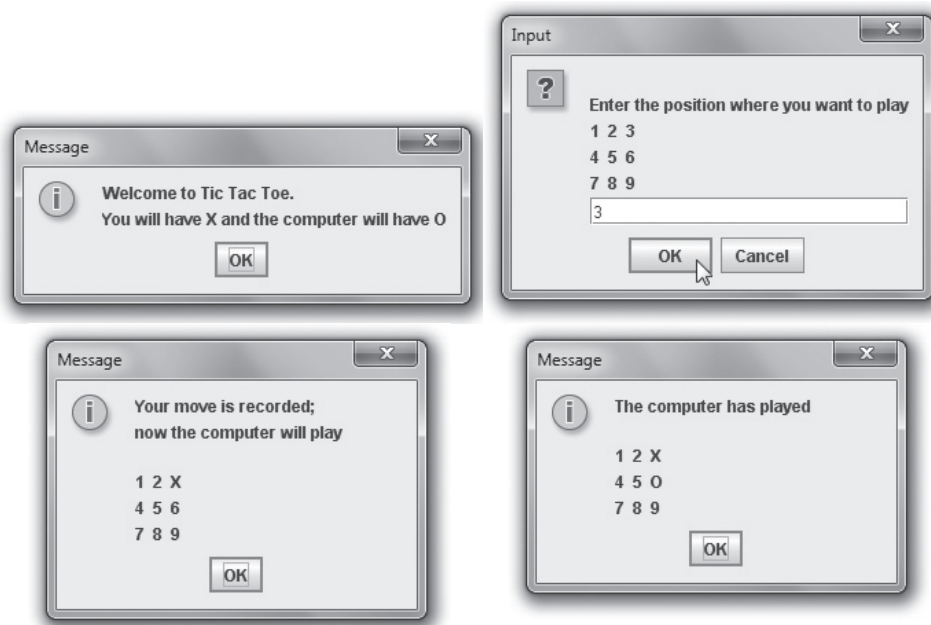 Message
Welcome to Tic Tac Toe.
You will have X and the computer will have O
OK
Input
Enter the position where you want to play
1 2 3
4 5 6
7 8 9
3
OK Cancel
Message
Your move is recorded;
now the computer will play
1 2 X
4 5 6
7 8 9
OK
Message
The computer has played
1 2 X
4 5 O
7 8 9
OK